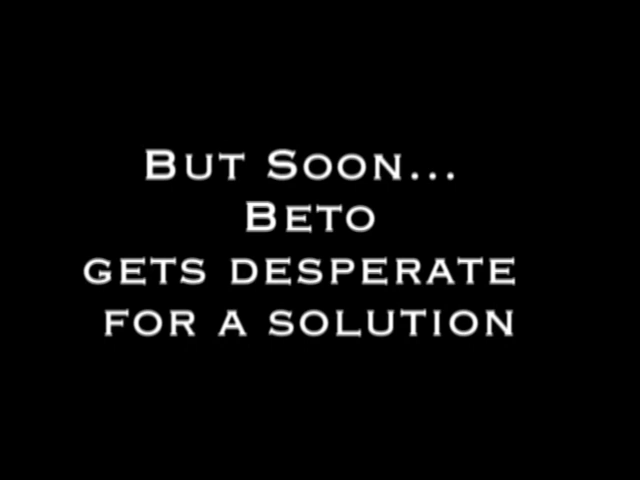 But Soon...
Beto
gets desperate
for a solution